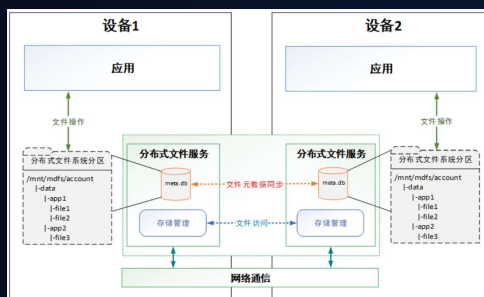 设备1
设备2
应用
应用
文件操作
文件操作
分布式文件系统分区
/mnt/mdfs/account
|-data
|-app1
|-file1
|-file2
|-app2
|-file3
分布式文件服务
meta.db
存储管理
文件元数据同步
文件访问
分布式文件服务
meta.db
存储管理
分布式文件系统分区
/mnt/mdfs/account
|-data
|-app1
|-file1
|-file2
|-app2
|-file3
网络通信